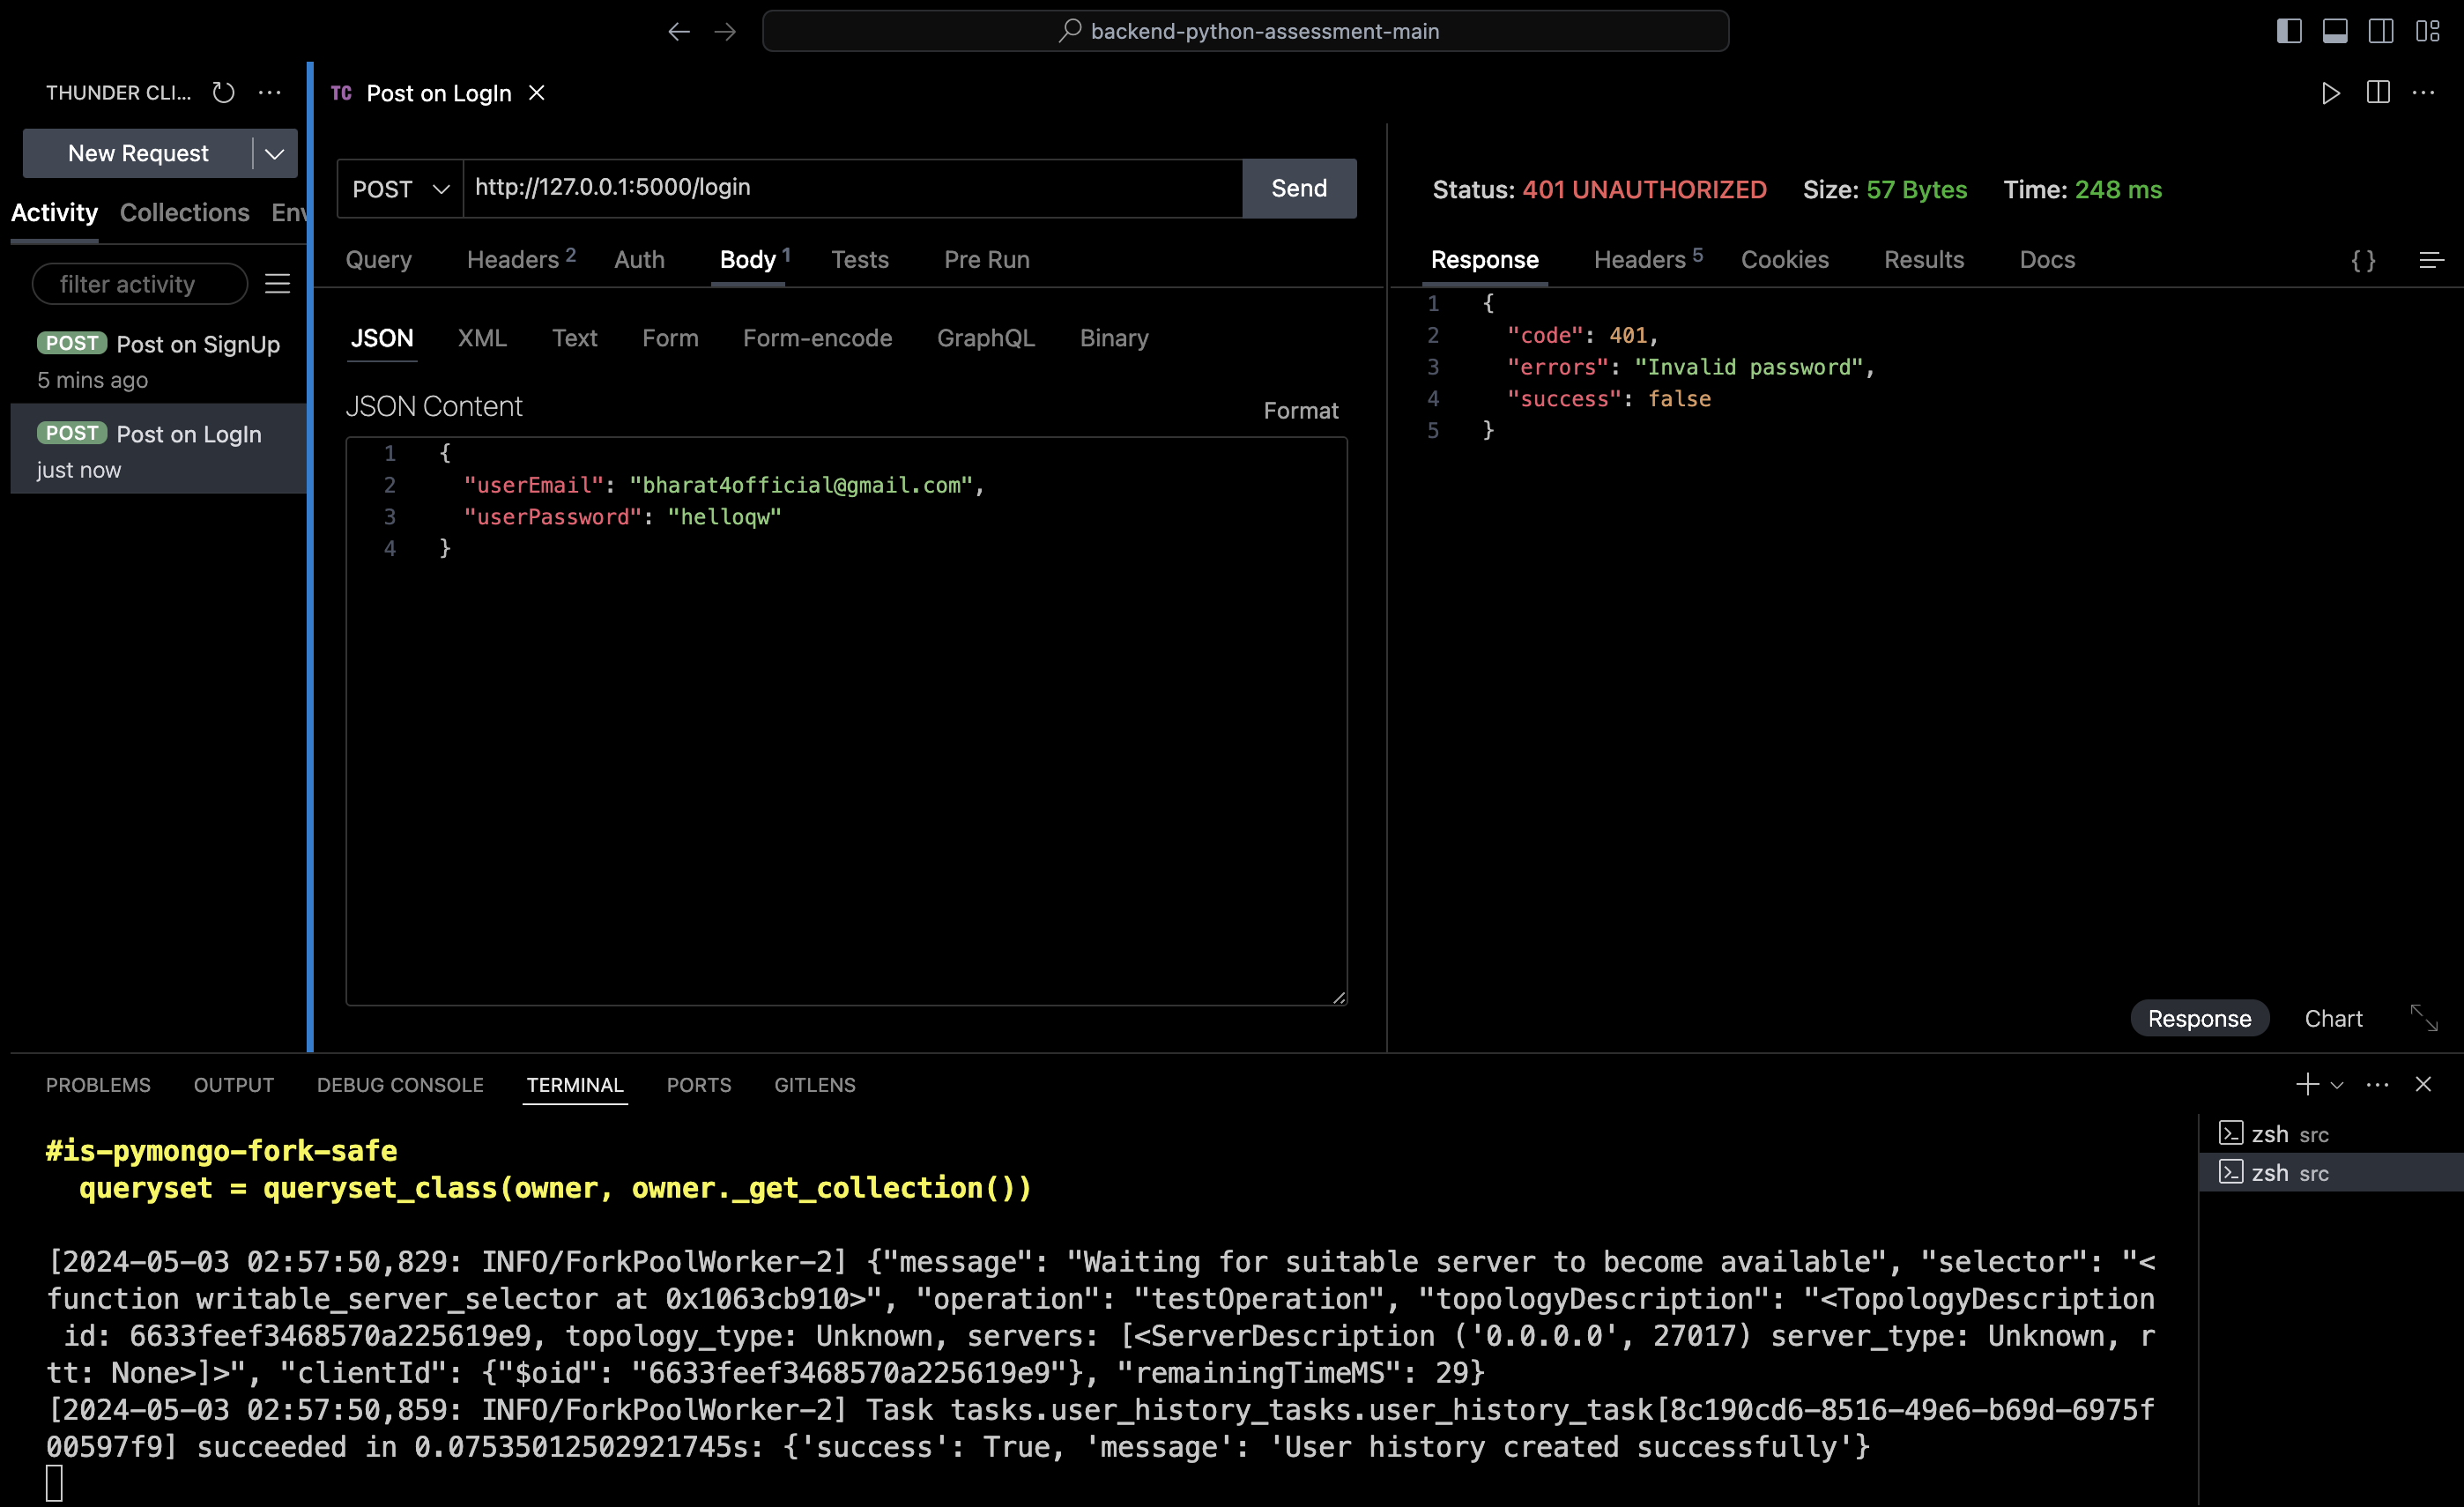 backend-python-assessment-main
THUNDER CLI...
TC Post on LogIn
New Request
POST http://127.0.0.1:5000/login Send
Status: 401 UNAUTHORIZED Size: 57 Bytes Time: 248 ms
Activity Collections Env
Query Headers 2 Auth Body 1 Tests Pre Run
Response Headers 5 Cookies Results Docs {}
filter activity
POST Post on SignUp
5 mins ago
POST Post on LogIn
just now
JSON XML Text Form Form-encode GraphQL Binary
JSON Content Format
1 {
2 "userEmail": "bharat4official@gmail.com",
3 "userPassword": "helloqw"
4 }
1 {
2 "code": 401,
3 "errors": "Invalid password",
4 "success": false
5 }
Response Chart
PROBLEMS OUTPUT DEBUG CONSOLE TERMINAL PORTS GITLENS
#is-pymongo-fork-safe
queryset = queryset_class(owner, owner._get_collection())
[2024-05-03 02:57:50,829: INFO/ForkPoolWorker-2] {"message": "Waiting for suitable server to become available", "selector": "<
function writable_server_selector at 0x1063cb910>", "operation": "testOperation", "topologyDescription": "<TopologyDescription
id: 6633feef3468570a225619e9, topology_type: Unknown, servers: [<ServerDescription ('0.0.0.0', 27017) server_type: Unknown, r
tt: None>]>", "clientId": {"$oid": "6633feef3468570a225619e9"}, "remainingTimeMS": 29}
[2024-05-03 02:57:50,859: INFO/ForkPoolWorker-2] Task tasks.user_history_tasks.user_history_task[8c190cd6-8516-49e6-b69d-6975f
00597f9] succeeded in 0.07535012502921745s: {'success': True, 'message': 'User history created successfully'}
zsh src
zsh src